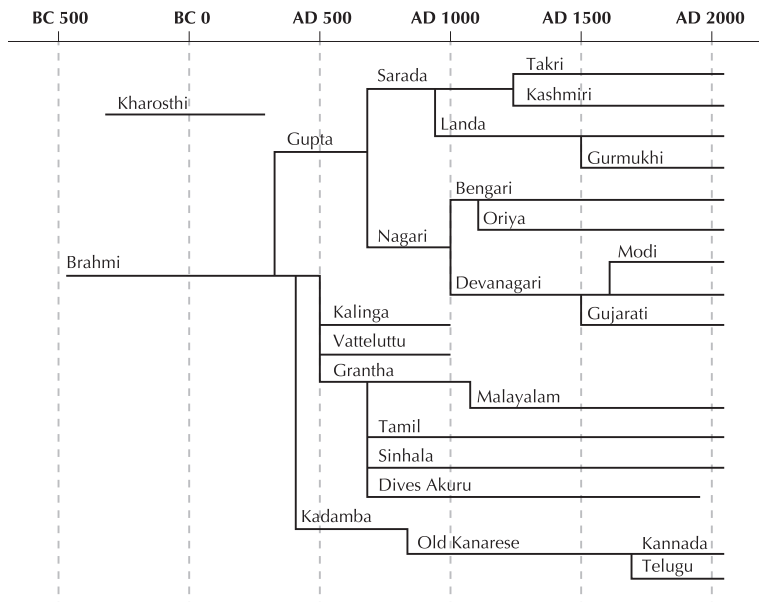 BC 500 BC 0 AD 500 AD 1000 AD 1500 AD 2000
Takri
Sarada
Kashmiri
Kharosthi
Landa
Gupta
Gurmukhi
Bengari
Oriya
Nagari
Modi
Brahmi
Devanagari
Kalinga
Gujarati
Vatteluttu
Grantha
Malayalam
Tamil
Sinhala
Dives Akuru
Kadamba
Old Kanarese Kannada
Telugu